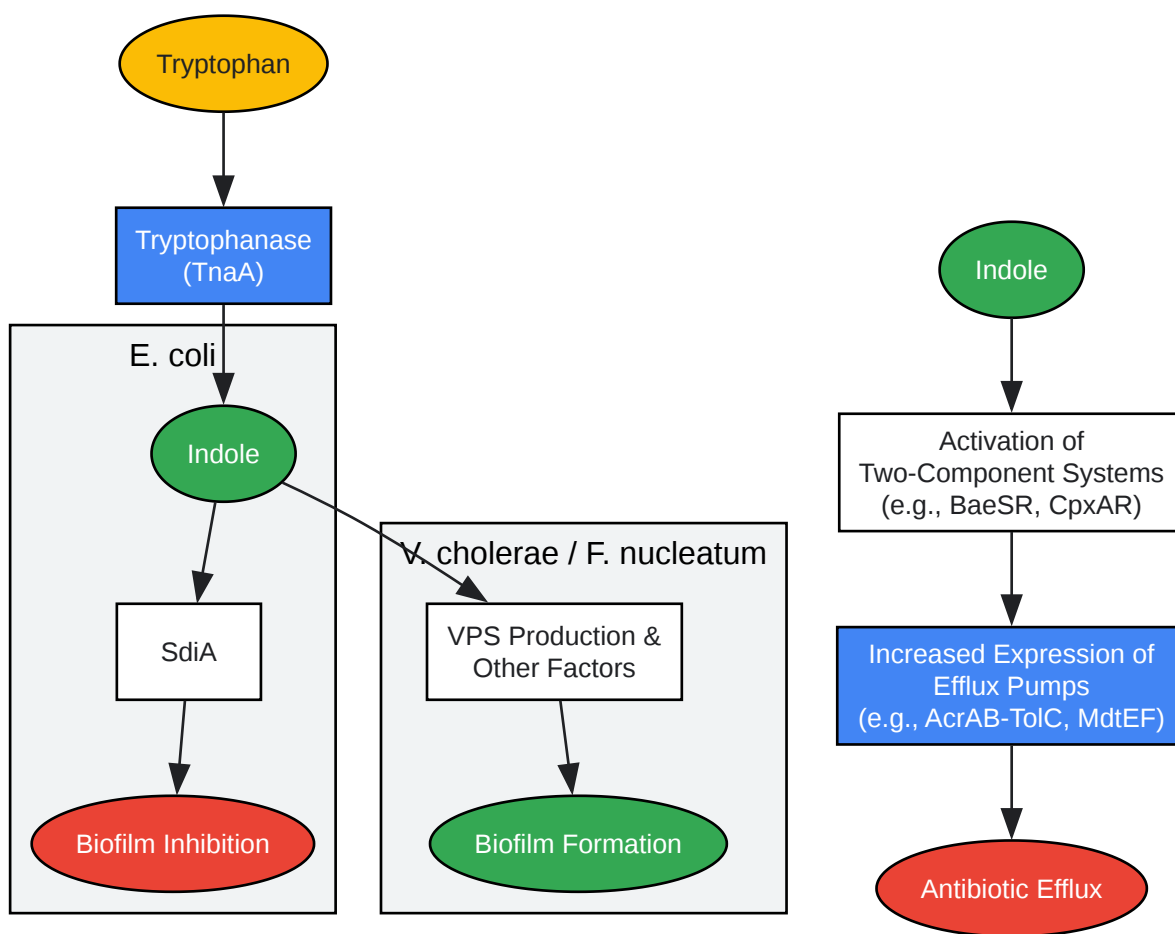 Tryptophan
Tryptophanase
(TnaA)
E. coli
Indole
SdiA
Biofilm Inhibition
V. cholerae / F. nucleatum
VPS Production &
Other Factors
Biofilm Formation
Indole
Activation of
Two-Component Systems
(e.g., BaeSR, CpxAR)
Increased Expression of
Efflux Pumps
(e.g., AcrAB-TolC, MdtEF)
Antibiotic Efflux